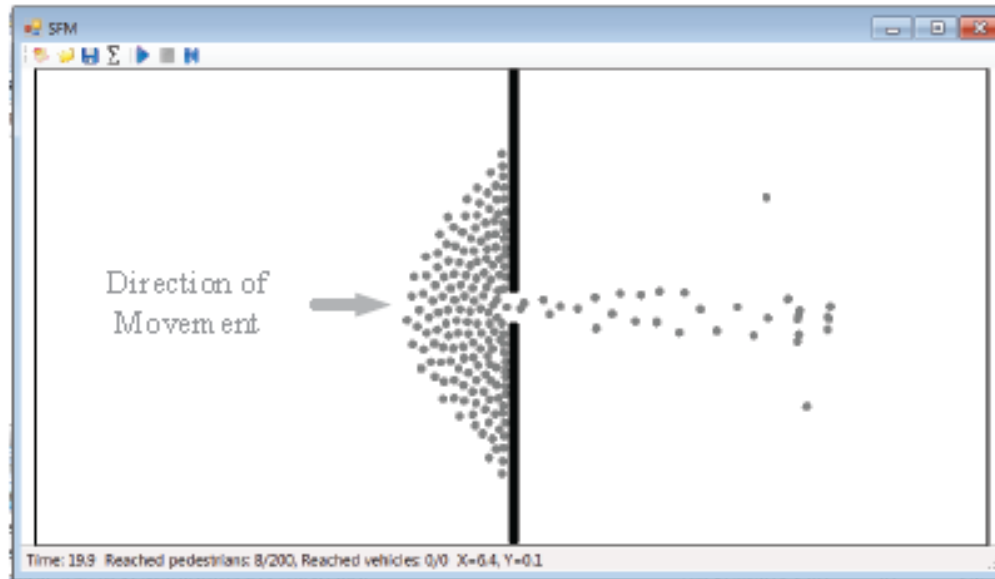 SFM
Σ
Direction of
Movement
Time: 19.9 Reached pedestrians: 8/200, Reached vehicles: 0/0 X=6.4, Y=0.1